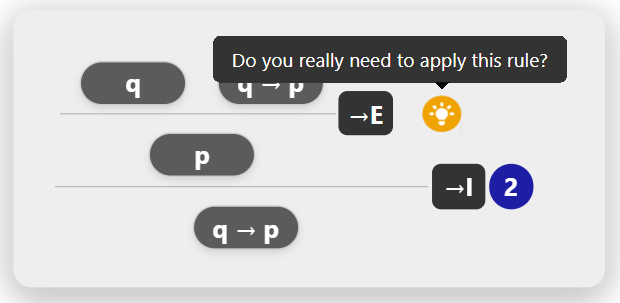 Do you really need to apply this rule?
q q → p
→E
p
→I 2
q → p